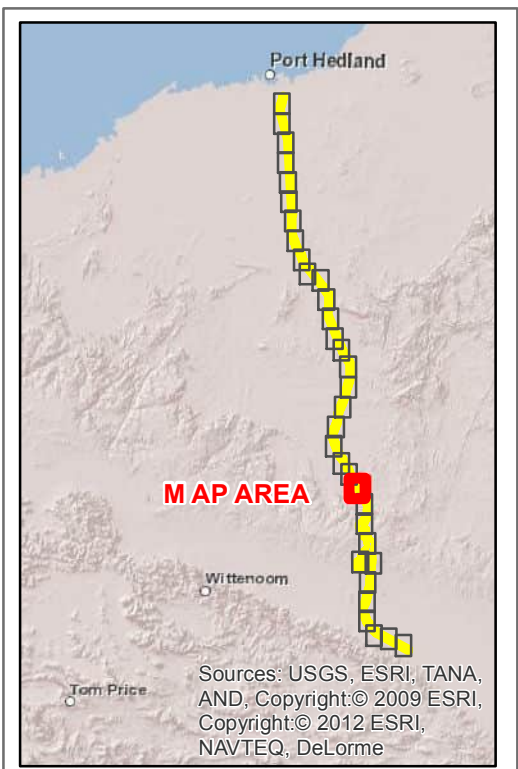 Port Hedland
M AP AREA
Wittenoom
Tom Price
Sources: USGS, ESRI, TANA,
AND, Copyright:© 2009 ESRI,
Copyright:© 2012 ESRI,
NAVTEQ, DeLorme